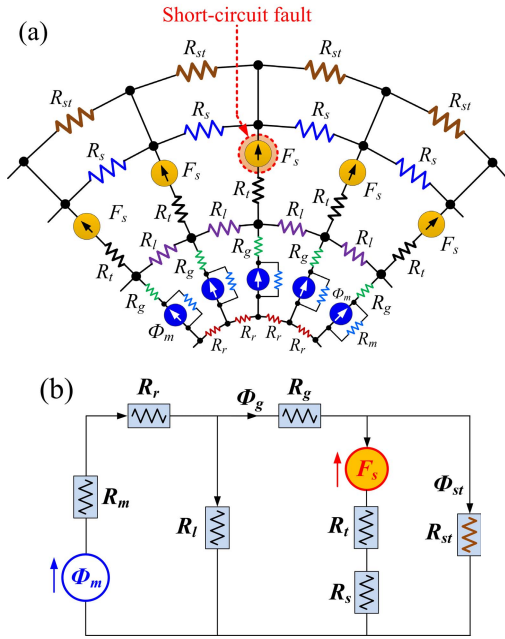 Short-circuit fault
(a)
R_st R_st
R_st R_st
R_s R_s
R_s R_s
F_s
F_s F_s
F_s F_s
R_t
R_t R_t
R_l R_l
R_t R_l R_l R_t
R_g R_g R_g
R_g R_g
Φ_m Φ_m
R_m
R_r R_r R_r R_r
(b)
R_r Φ_g R_g
R_m R_l F_s Φ_st
R_t R_st
Φ_m R_s